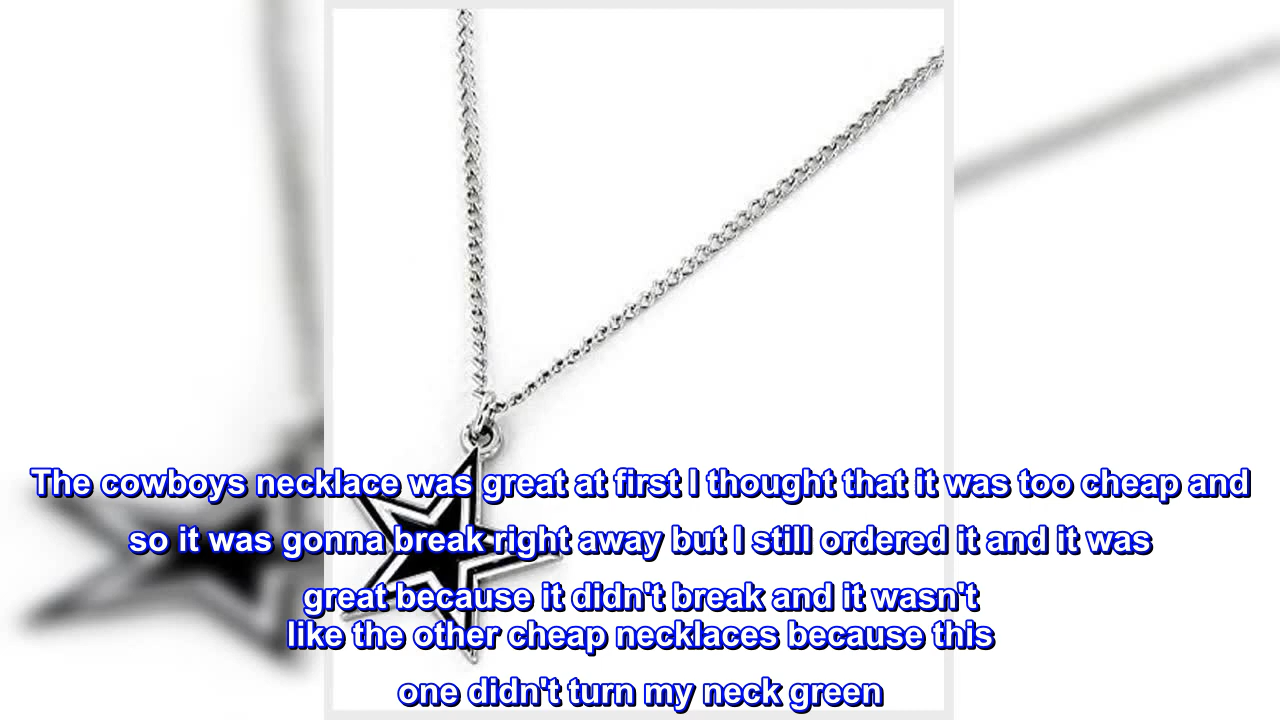 The cowboys necklace was great at first I thought that it was too cheap and
so it was gonna break right away but I still ordered it and it was
great because it didn't break and it wasn't
like the other cheap necklaces because this
one didn't turn my neck green